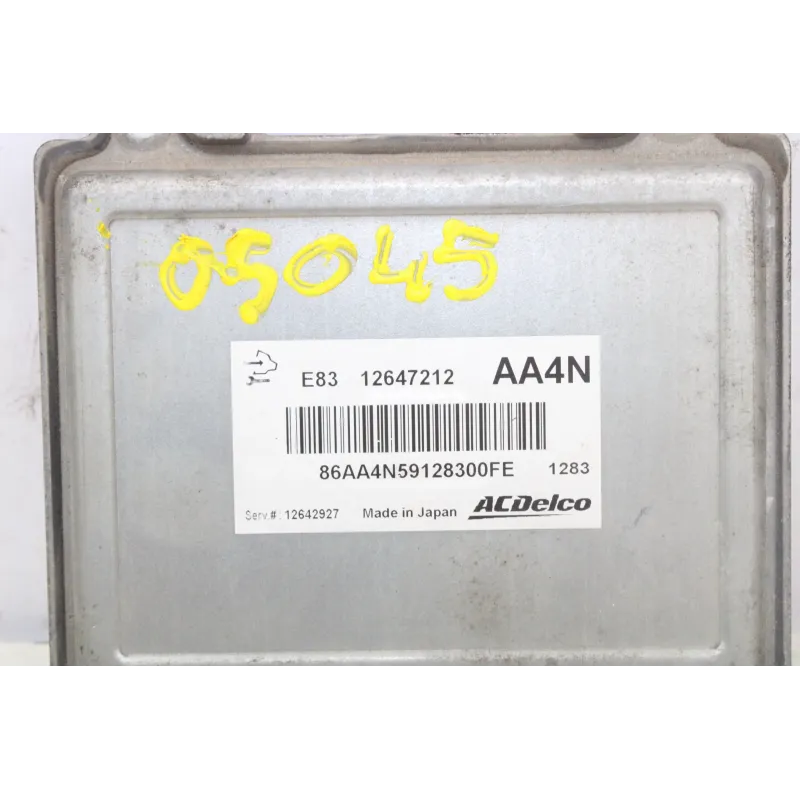 05045
E83 12647212 AA4N
86AA4N59128300FE 1283
Serv.#: 12642927 Made in Japan ACDelco